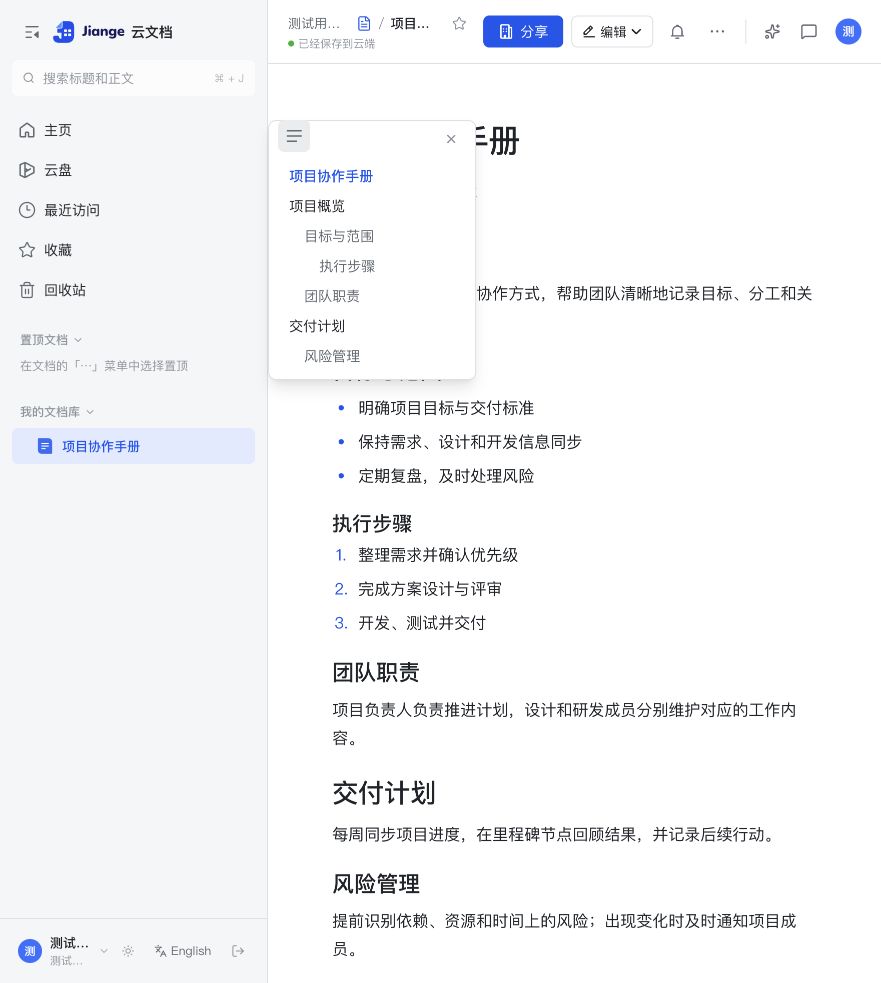 Jiange 云文档
搜索标题和正文 ⌘ + J
主页
云盘
最近访问
收藏
回收站
置顶文档
在文档的「…」菜单中选择置顶
我的文档库
项目协作手册
测试...
测试...
English
测试用... / 项目...
已经保存到云端
分享
编辑
测
项目协作手册
项目概览
目标与范围
执行步骤
团队职责
交付计划
风险管理
手册
协作方式，帮助团队清晰地记录目标、分工和关
明确项目目标与交付标准
保持需求、设计和开发信息同步
定期复盘，及时处理风险
执行步骤
1. 整理需求并确认优先级
2. 完成方案设计与评审
3. 开发、测试并交付
团队职责
项目负责人负责推进计划，设计和研发成员分别维护对应的工作内
容。
交付计划
每周同步项目进度，在里程碑节点回顾结果，并记录后续行动。
风险管理
提前识别依赖、资源和时间上的风险；出现变化时及时通知项目成
员。
测